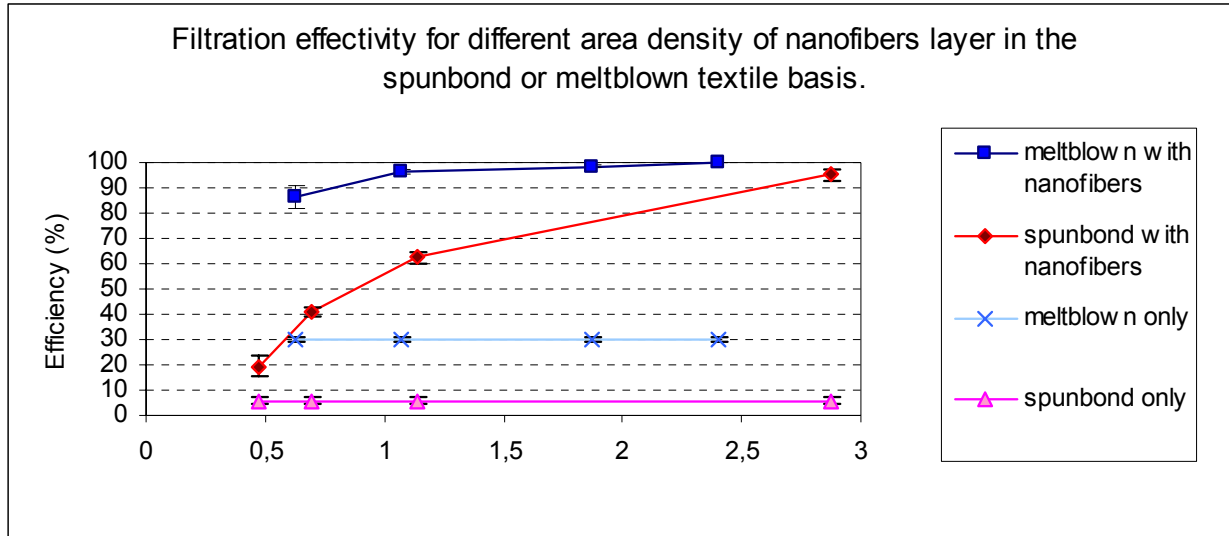 Filtration effectivity for different area density of nanofibers layer in the
spunbond or meltblown textile basis.
Efficiency (%)
100
90
80
70
60
50
40
30
20
10
0
0 0,5 1 1,5 2 2,5 3
meltblow n with
nanofibers
spunbond with
nanofibers
meltblow n only
spunbond only